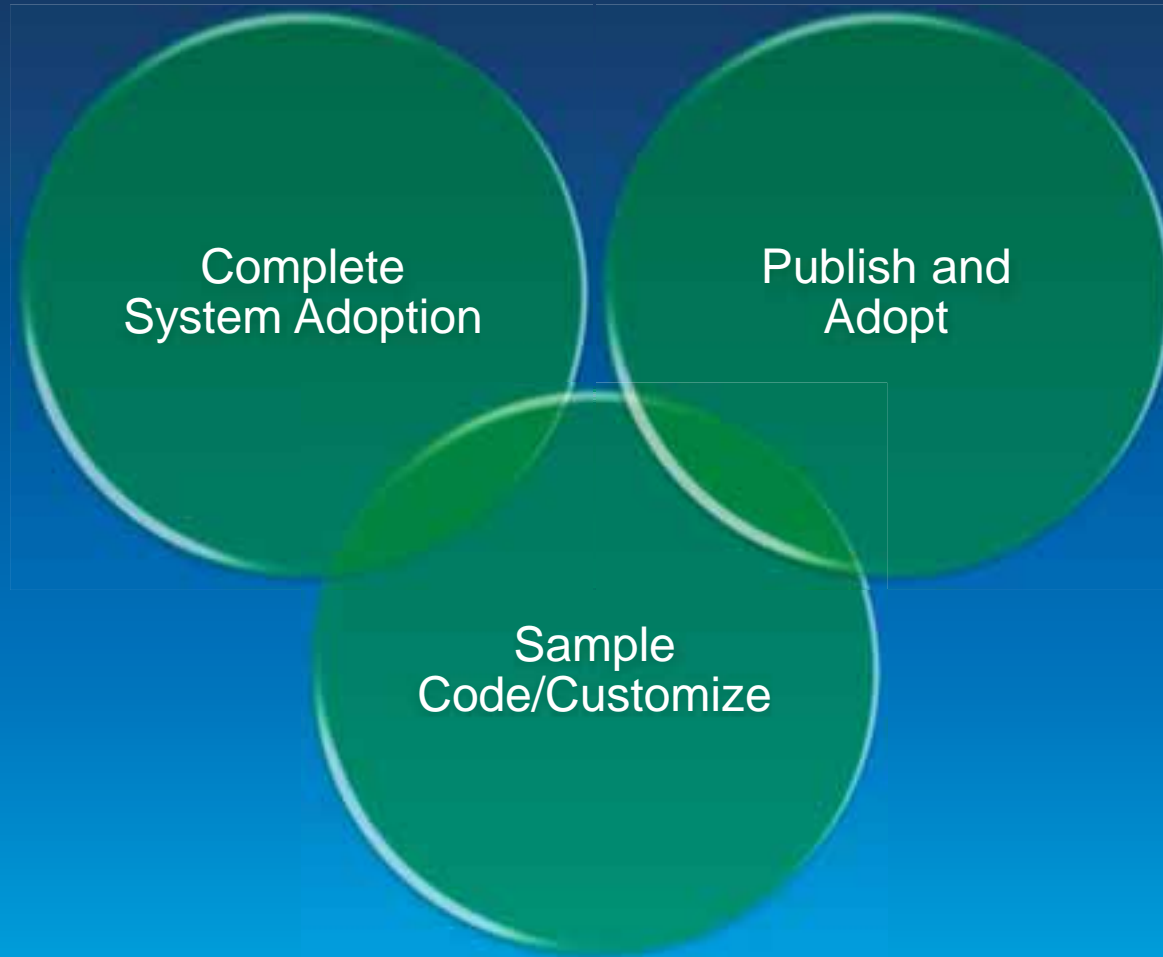 Complete
System Adoption
Publish and
Adopt
Sample
Code/Customize